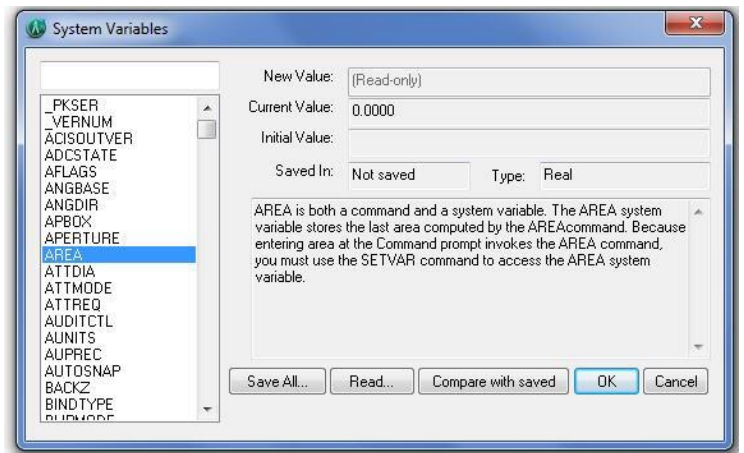 System Variables
_PKSER
_VERNUM
ACISOUTVER
ADCSTATE
AFLAGS
ANGBASE
ANGDIR
APBOX
APERTURE
AREA
ATTDIA
ATTMODE
ATTREQ
AUDITCTL
AUNITS
AUPREC
AUTOSNAP
BACKZ
BINDTYPE
New Value: (Read-only)
Current Value: 0.0000
Initial Value:
Saved In: Not saved Type: Real
AREA is both a command and a system variable. The AREA system
variable stores the last area computed by the AREAcommand. Because
entering area at the Command prompt invokes the AREA command,
you must use the SETVAR command to access the AREA system
variable.
Save All... Read... Compare with saved OK Cancel